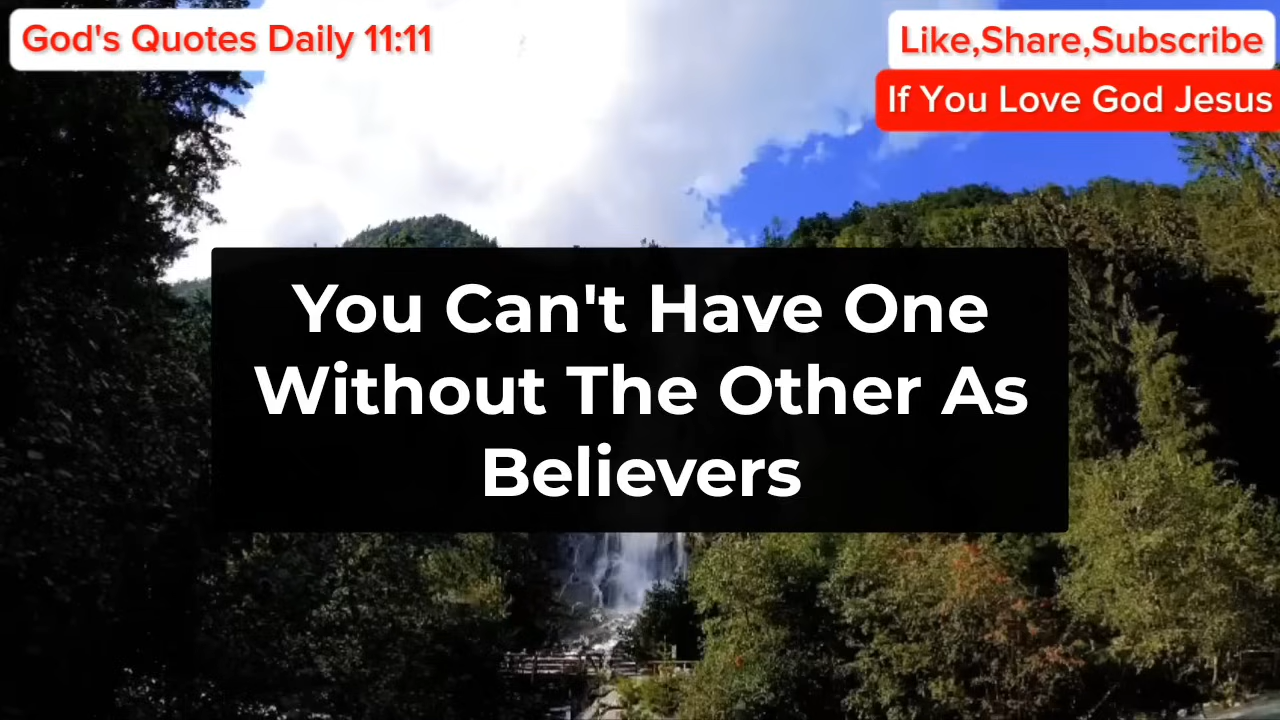 God's Quotes Daily 11:11
Like,Share,Subscribe
If You Love God Jesus
You Can't Have One
Without The Other As
Believers